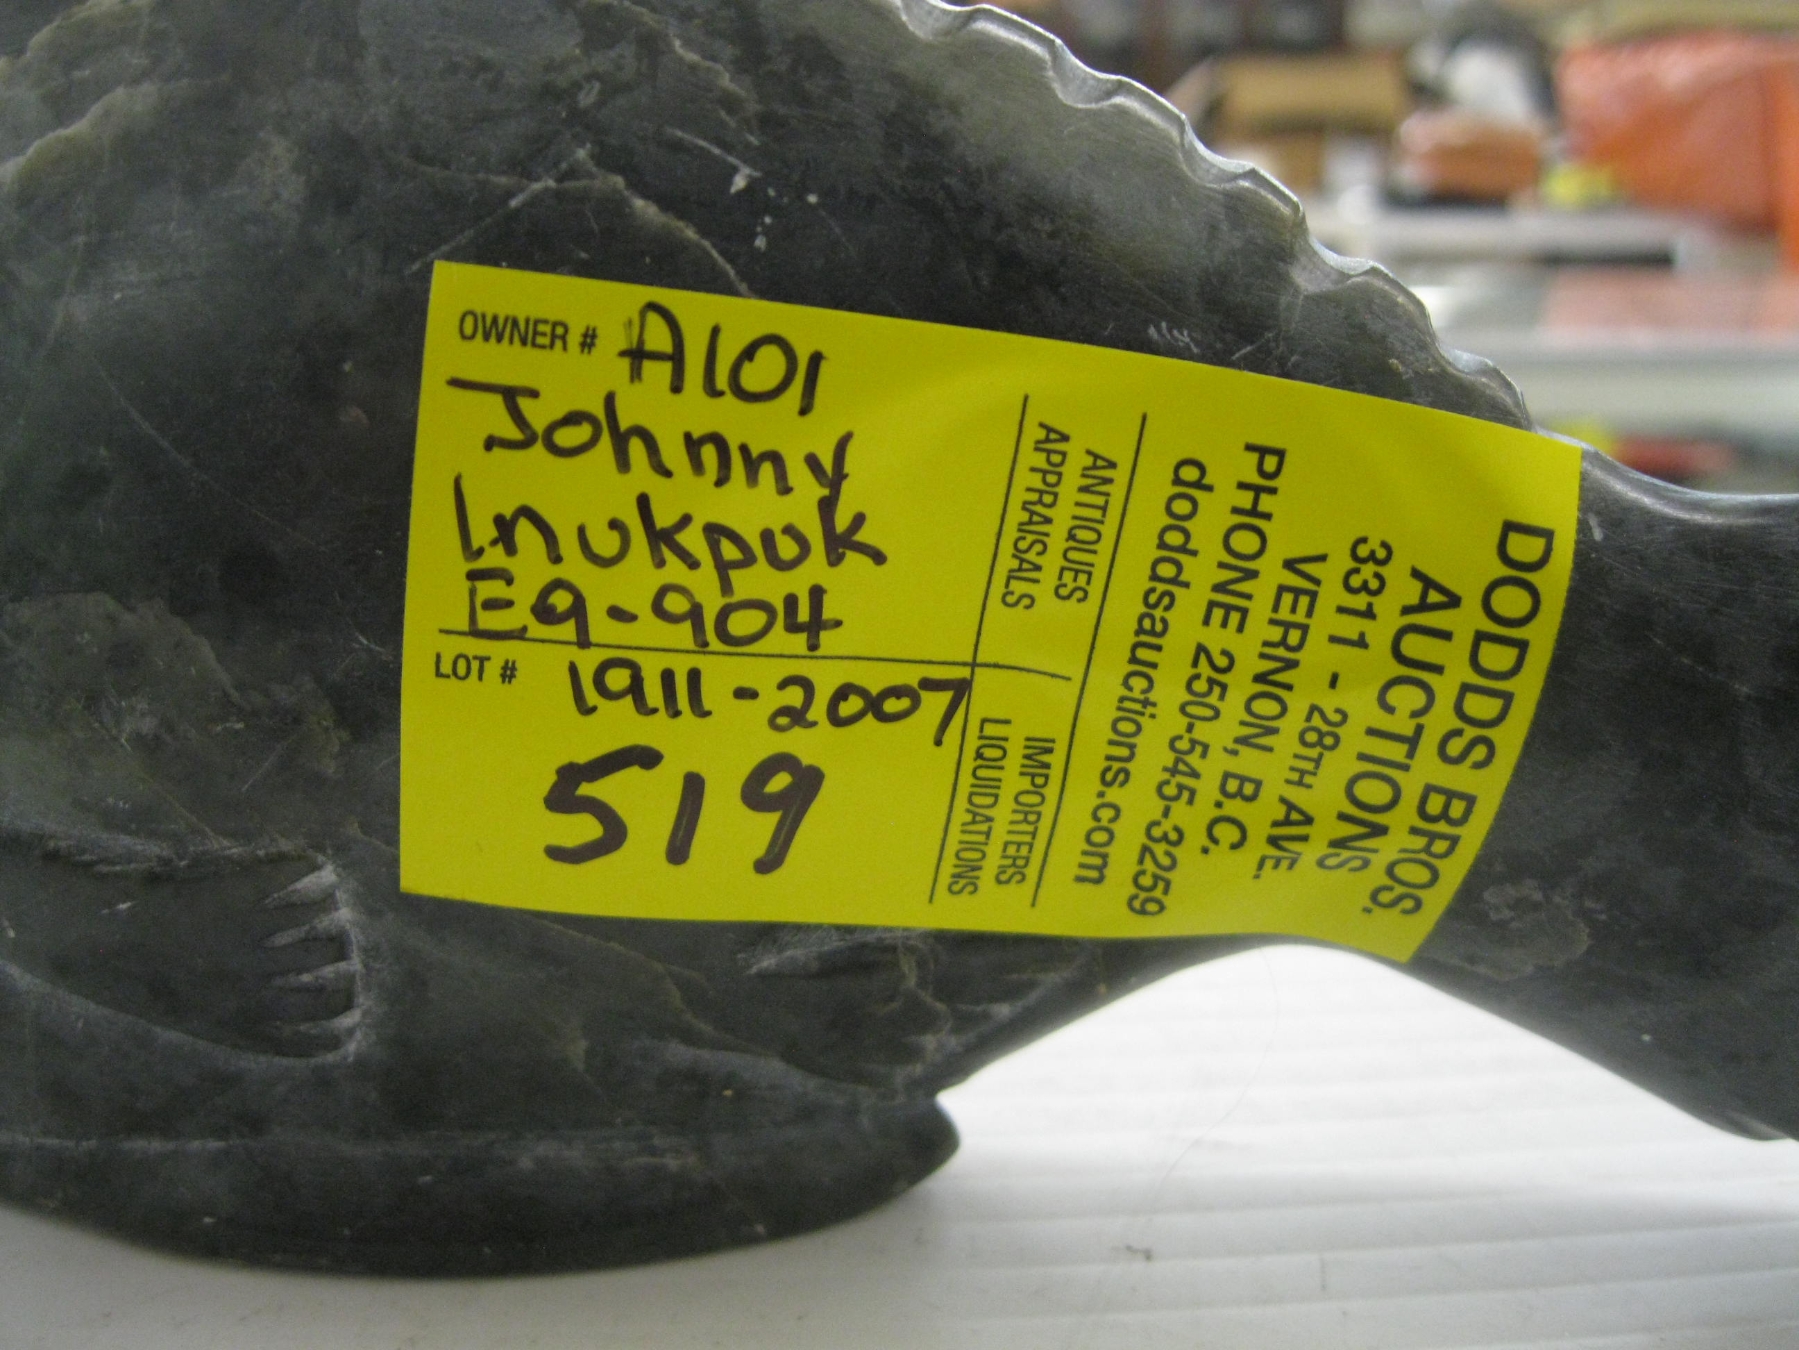 OWNER # A101
Johnny
Inukpuk
E9-904
LOT # 1911-2007
519
ANTIQUES
APPRAISALS
IMPORTERS
LIQUIDATIONS
DODDS BROS.
AUCTIONS
3311 - 28TH AVE.
VERNON, B.C.
PHONE 250-545-3259
doddsauctions.com